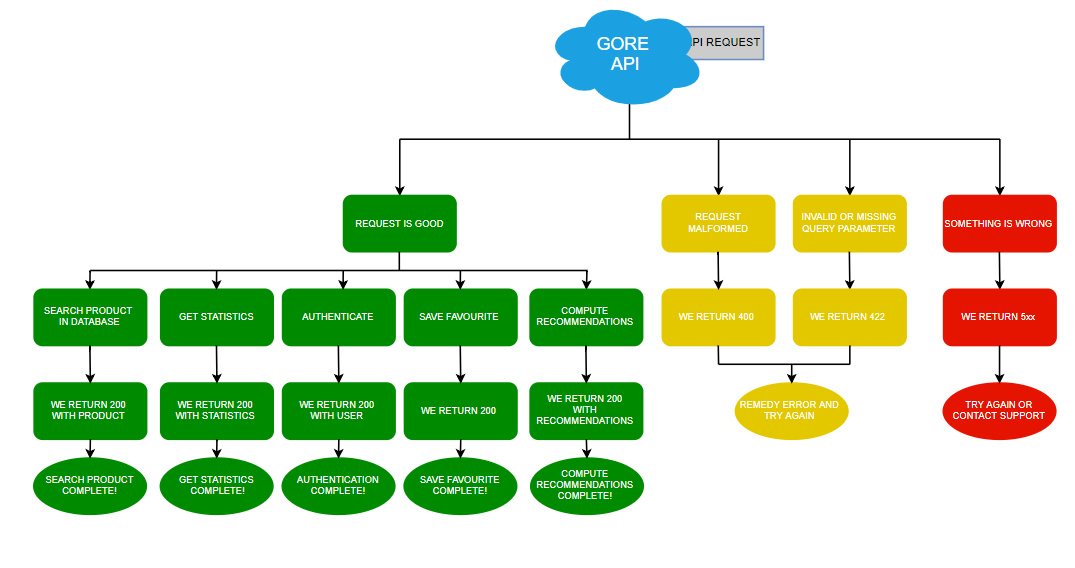 GORE
API
PI REQUEST
REQUEST IS GOOD
REQUEST
MALFORMED
INVALID OR MISSING
QUERY PARAMETER
SOMETHING IS WRONG
SEARCH PRODUCT
IN DATABASE
GET STATISTICS
AUTHENTICATE
SAVE FAVOURITE
COMPUTE
RECOMMENDATIONS
WE RETURN 400
WE RETURN 422
WE RETURN 5xx
WE RETURN 200
WITH PRODUCT
WE RETURN 200
WITH STATISTICS
WE RETURN 200
WITH USER
WE RETURN 200
WE RETURN 200
WITH
RECOMMENDATIONS
REMEDY ERROR AND
TRY AGAIN
TRY AGAIN OR
CONTACT SUPPORT
SEARCH PRODUCT
COMPLETE!
GET STATISTICS
COMPLETE!
AUTHENTICATION
COMPLETE!
SAVE FAVOURITE
COMPLETE!
COMPUTE
RECOMMENDATIONS
COMPLETE!